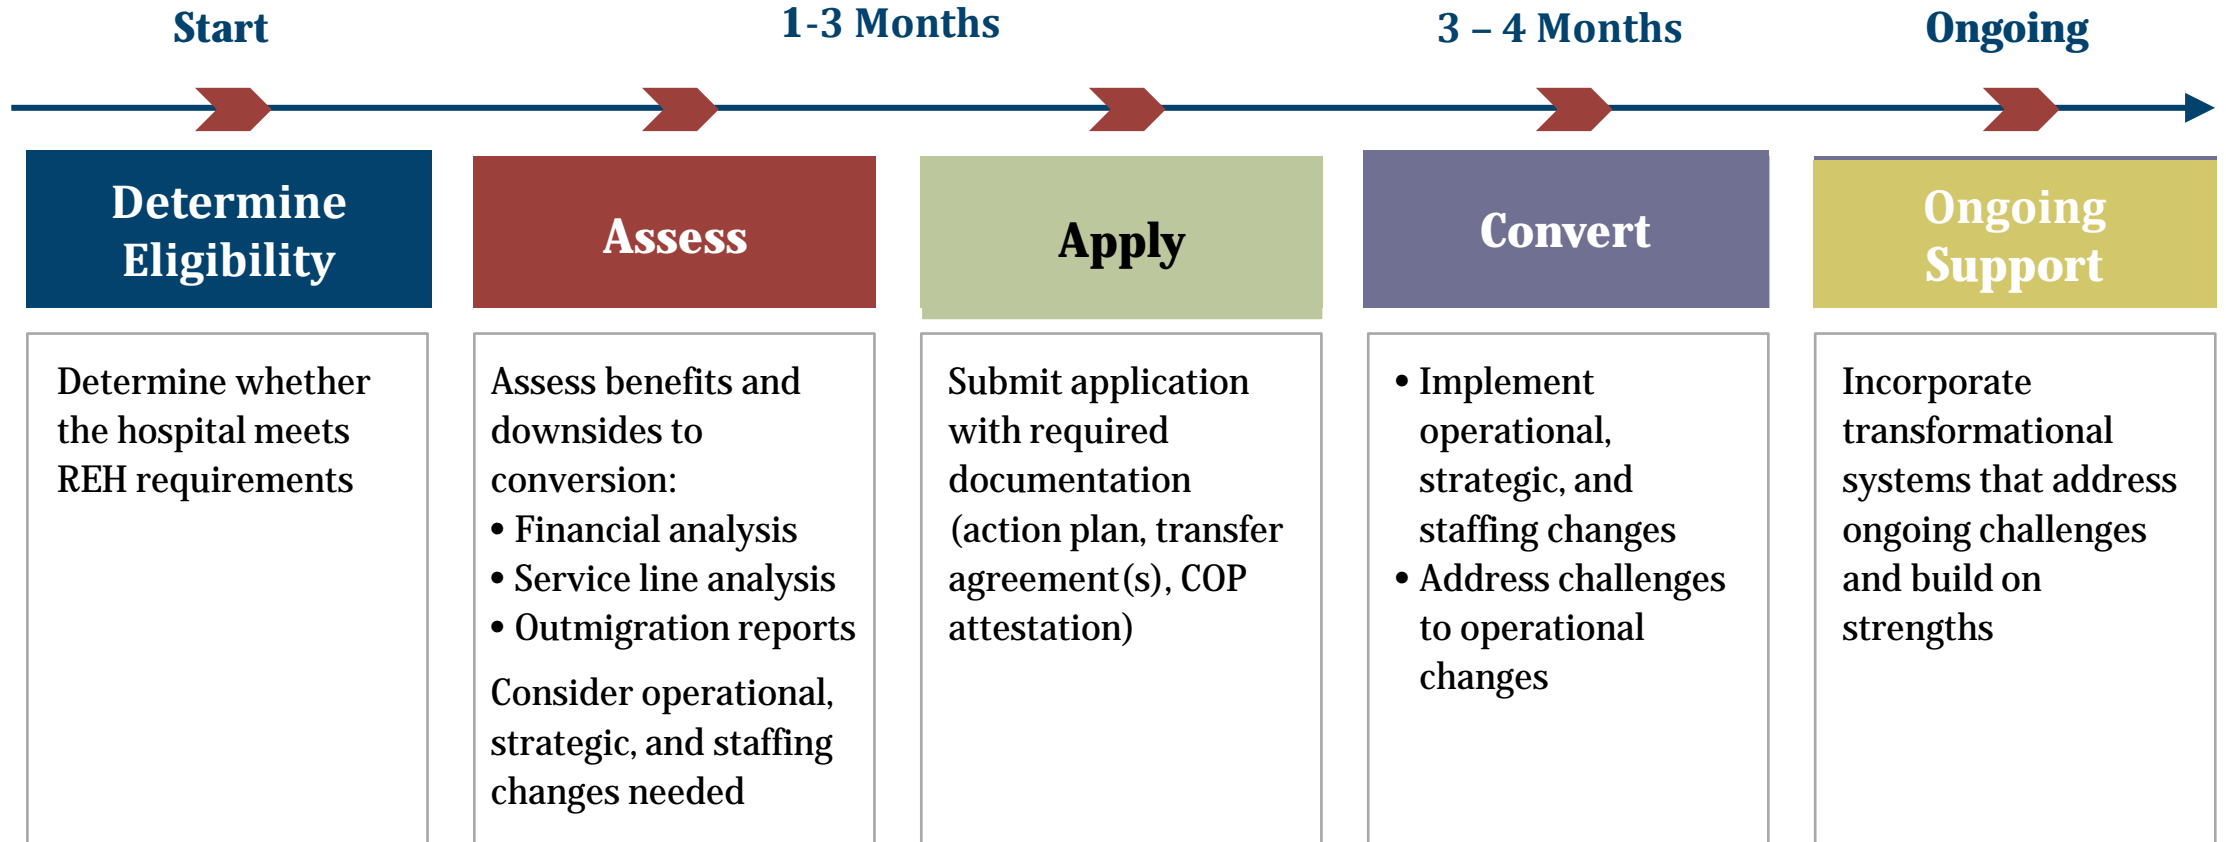 Start
1-3 Months
3 – 4 Months
Ongoing
Determine
Eligibility
Assess
Apply
Convert
Ongoing
Support
Determine whether
the hospital meets
REH requirements
Assess benefits and
downsides to
conversion:
• Financial analysis
• Service line analysis
• Outmigration reports
Consider operational,
strategic, and staffing
changes needed
Submit application
with required
documentation
(action plan, transfer
agreement(s), COP
attestation)
• Implement
operational,
strategic, and
staffing changes
• Address challenges
to operational
changes
Incorporate
transformational
systems that address
ongoing challenges
and build on
strengths